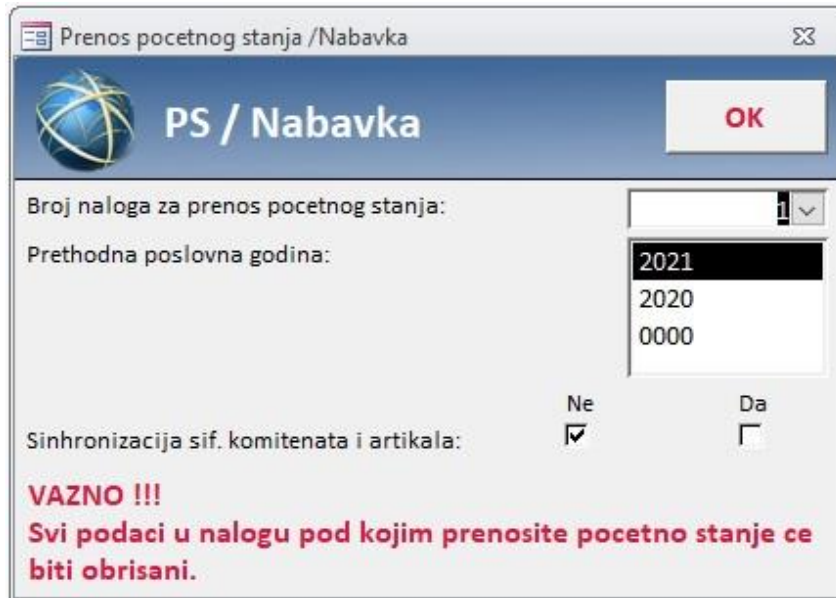 Prenos pocetnog stanja /Nabavka
PS / Nabavka
OK
Broj naloga za prenos pocetnog stanja:
1
Prethodna poslovna godina:
2021
2020
0000
Ne
Da
Sinhronizacija sif. komitenata i artikala:
VAZNO !!!
Svi podaci u nalogu pod kojim prenosite pocetno stanje ce
biti obrisani.